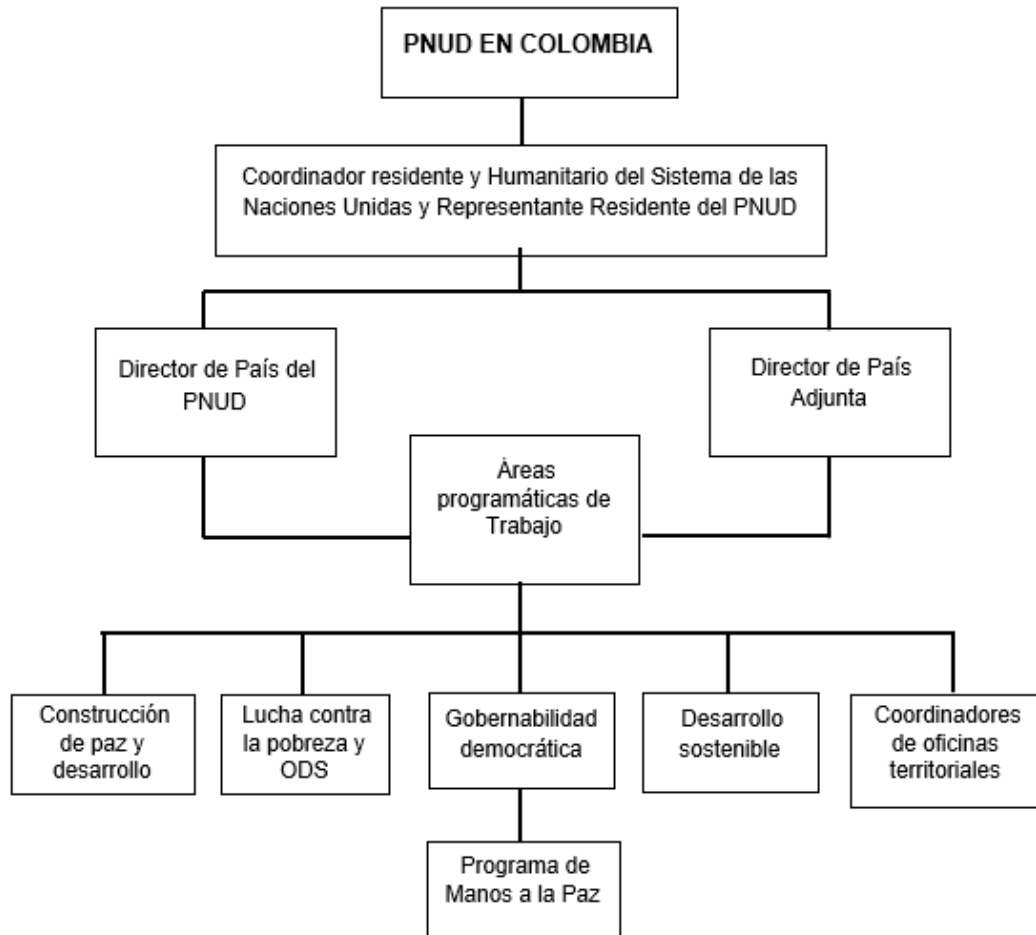 PNUD EN COLOMBIA
Coordinador residente y Humanitario del Sistema de las
Naciones Unidas y Representante Residente del PNUD
Director de País del
PNUD
Director de País
Adjunta
Áreas
programáticas de
Trabajo
Construcción
de paz y
desarrollo
Lucha contra
la pobreza y
ODS
Gobernabilidad
democrática
Desarrollo
sostenible
Coordinadores
de oficinas
territoriales
Programa de
Manos a la Paz